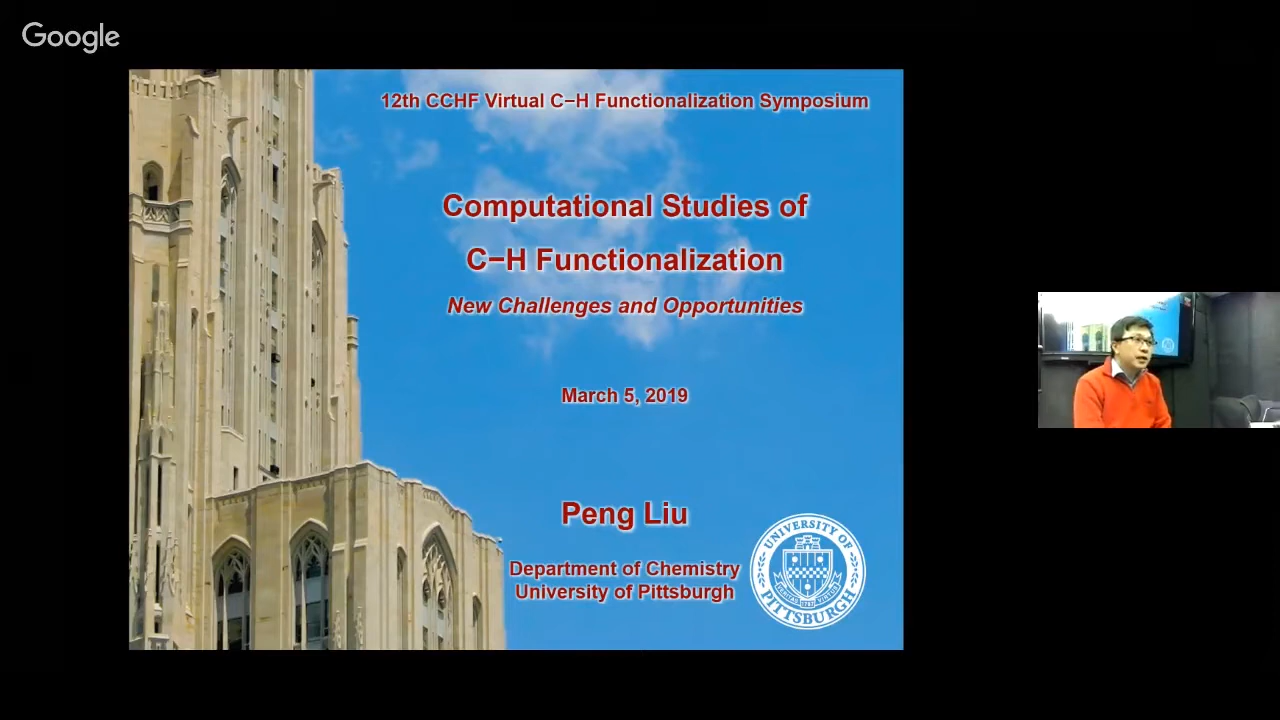 Google
12th CCHF Virtual C−H Functionalization Symposium
Computational Studies of
C−H Functionalization
New Challenges and Opportunities
March 5, 2019
Peng Liu
Department of Chemistry
University of Pittsburgh
UNIVERSITY OF
PITTSBURGH